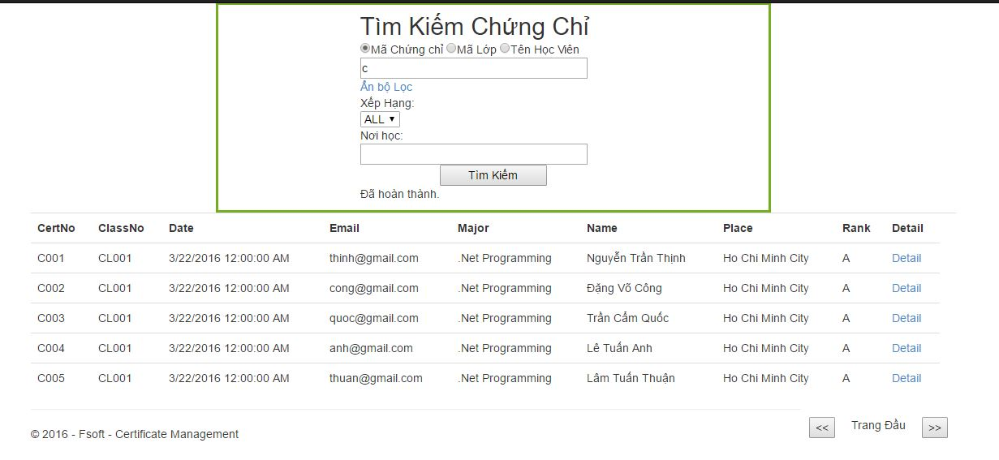 Tìm Kiếm Chứng Chỉ
Mã Chứng chỉ Mã Lớp Tên Học Viên
c
Ẩn bộ Lọc
Xếp Hạng:
ALL
Nơi học:
Tìm Kiếm
Đã hoàn thành.
CertNo ClassNo Date Email Major Name Place Rank Detail
C001 CL001 3/22/2016 12:00:00 AM thinh@gmail.com .Net Programming Nguyễn Trần Thịnh Ho Chi Minh City A Detail
C002 CL001 3/22/2016 12:00:00 AM cong@gmail.com .Net Programming Đặng Võ Công Ho Chi Minh City A Detail
C003 CL001 3/22/2016 12:00:00 AM quoc@gmail.com .Net Programming Trần Cẩm Quốc Ho Chi Minh City A Detail
C004 CL001 3/22/2016 12:00:00 AM anh@gmail.com .Net Programming Lê Tuấn Anh Ho Chi Minh City A Detail
C005 CL001 3/22/2016 12:00:00 AM thuan@gmail.com .Net Programming Lâm Tuấn Thuận Ho Chi Minh City A Detail
<< Trang Đầu >>
© 2016 - Fsoft - Certificate Management